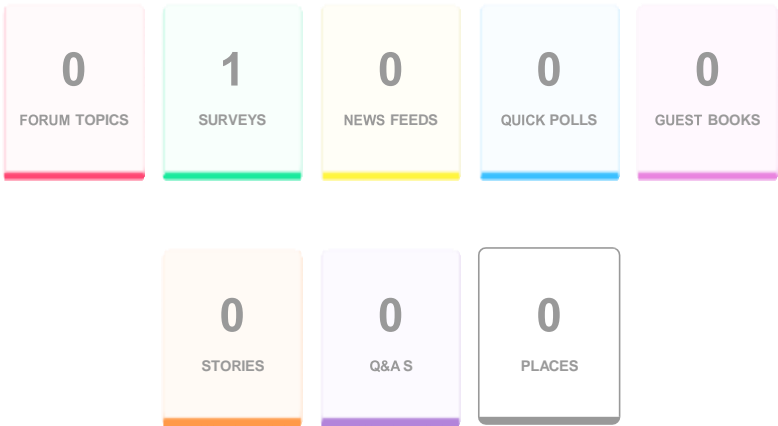 0 1 0 0 0
FORUM TOPICS SURVEYS NEWS FEEDS QUICK POLLS GUEST BOOKS
0 0 0
STORIES Q&A S PLACES